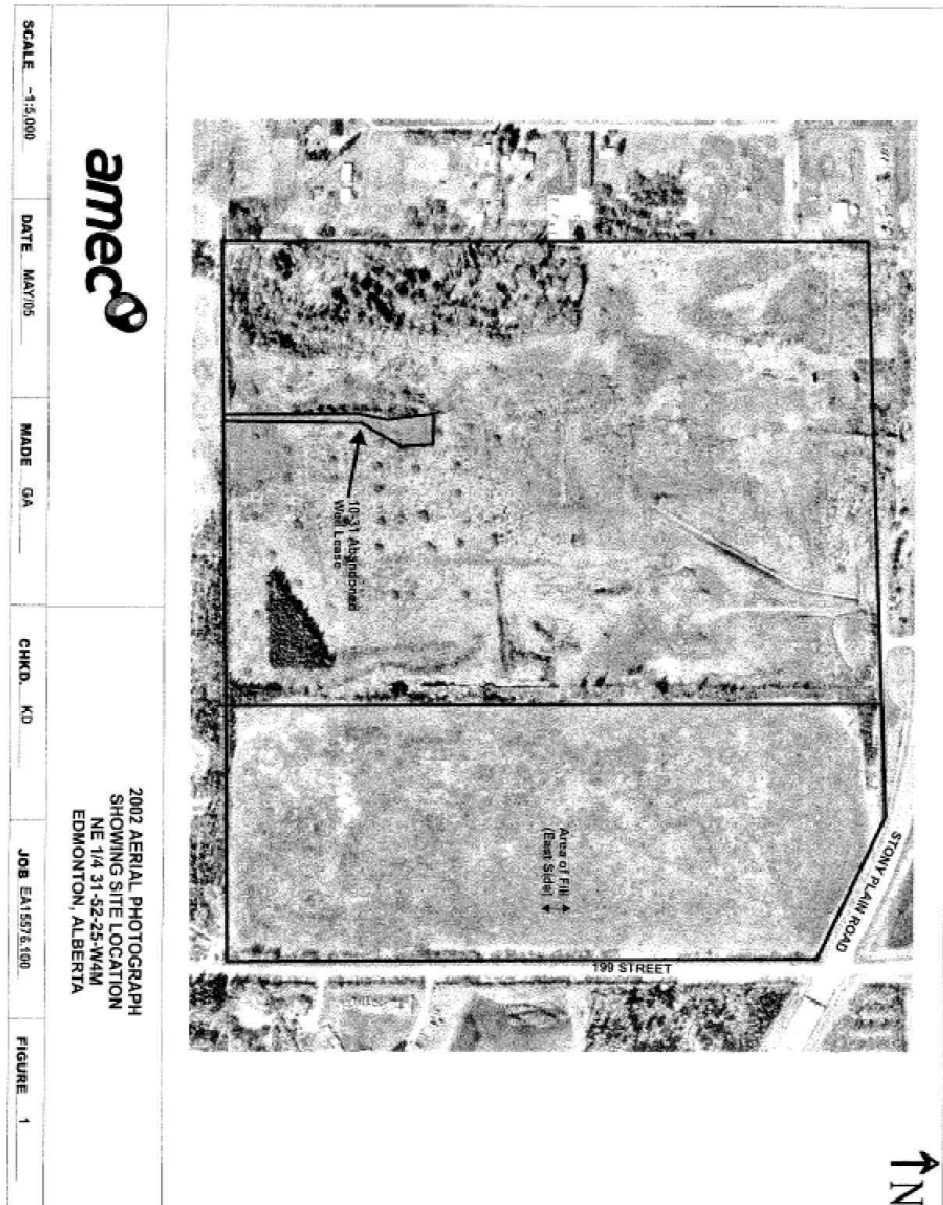 N
STONY PLAIN ROAD
199 STREET
Area of Fill
(East Side)
10-31 Abandoned
Well Lease
amec
2002 AERIAL PHOTOGRAPH
SHOWING SITE LOCATION
NE 1/4 31-52-25-W4M
EDMONTON, ALBERTA
SCALE ~1:5,000
DATE MAY/05
MADE GA
CHKD. KD
JOB EA15576.100
FIGURE 1